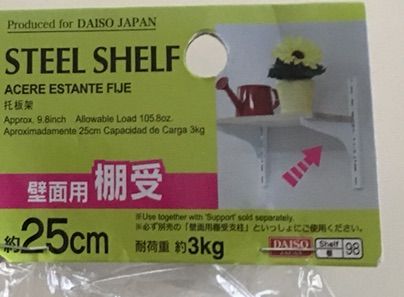 Produced for DAISO JAPAN
STEEL SHELF
ACERE ESTANTE FIJE
托板架
Approx. 9.8inch Allowable Load 105.8oz.
Aproximadamente 25cm Capacidad de Carga 3kg
壁面用 棚受
※Use together with 'Support' sold separately.
※必ず別売の「壁面用棚受支柱」といっしょにご使用ください。
約25cm 耐荷重 約3kg
DAISO JAPAN Shelf 棚 98